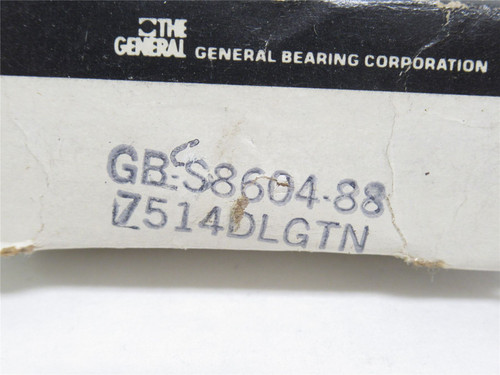 THE
GENERAL GENERAL BEARING CORPORATION
GB-S8604-88
Z514DLGTN